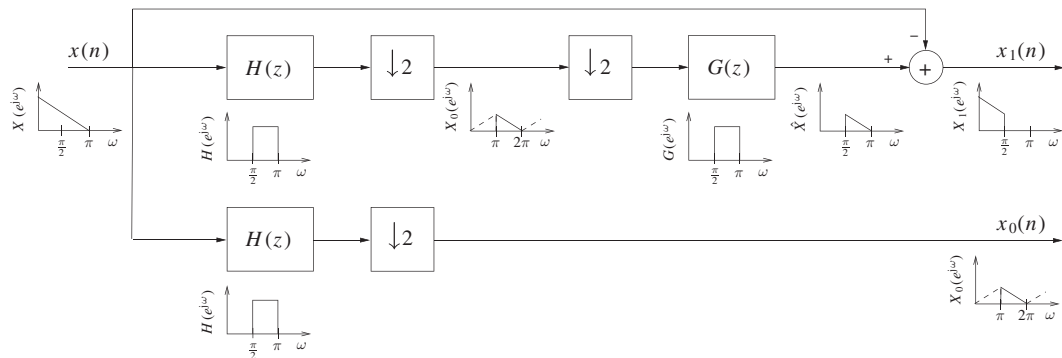 x(n)
H(z)
↓2
↓2
G(z)
−
+
+
x₁(n)
X(e^{jω})
π/2
π
ω
H(e^{jω})
π/2
π
ω
X₀(e^{jω})
π
2π
ω
G(e^{jω})
π/2
π
ω
X̂(e^{jω})
π/2
π
ω
X₁(e^{jω})
π/2
π
ω
H(z)
↓2
x₀(n)
H(e^{jω})
π/2
π
ω
X₀(e^{jω})
π
2π
ω